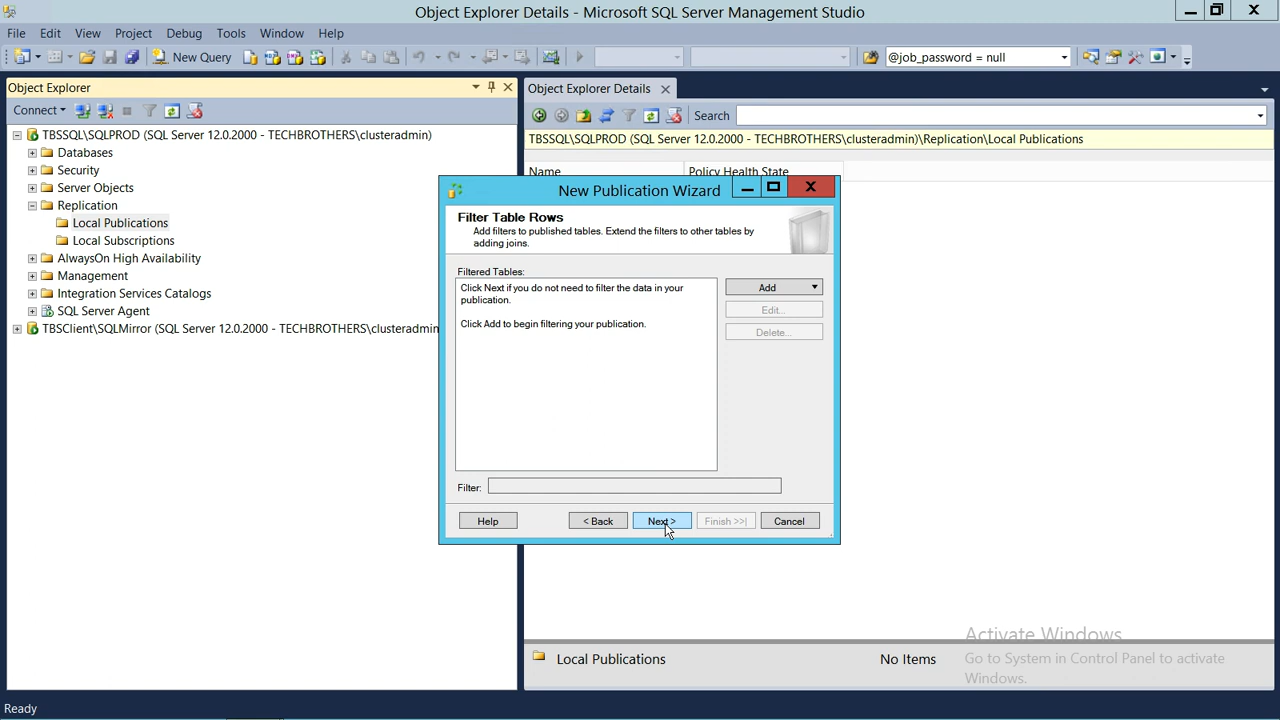 Object Explorer Details - Microsoft SQL Server Management Studio
File Edit View Project Debug Tools Window Help
New Query @job_password = null
Object Explorer
Connect
TBSSQL\SQLPROD (SQL Server 12.0.2000 - TECHBROTHERS\clusteradmin)
Databases
Security
Server Objects
Replication
Local Publications
Local Subscriptions
AlwaysOn High Availability
Management
Integration Services Catalogs
SQL Server Agent
TBSClient\SQLMirror (SQL Server 12.0.2000 - TECHBROTHERS\clusteradmin
Object Explorer Details
Search
TBSSQL\SQLPROD (SQL Server 12.0.2000 - TECHBROTHERS\clusteradmin)\Replication\Local Publications
Name Policy Health State
New Publication Wizard
Filter Table Rows
Add filters to published tables. Extend the filters to other tables by
adding joins.
Filtered Tables:
Click Next if you do not need to filter the data in your
publication.
Click Add to begin filtering your publication.
Add
Edit...
Delete...
Filter:
Help < Back Next > Finish >>| Cancel
Local Publications No Items
Activate Windows
Go to System in Control Panel to activate
Windows.
Ready